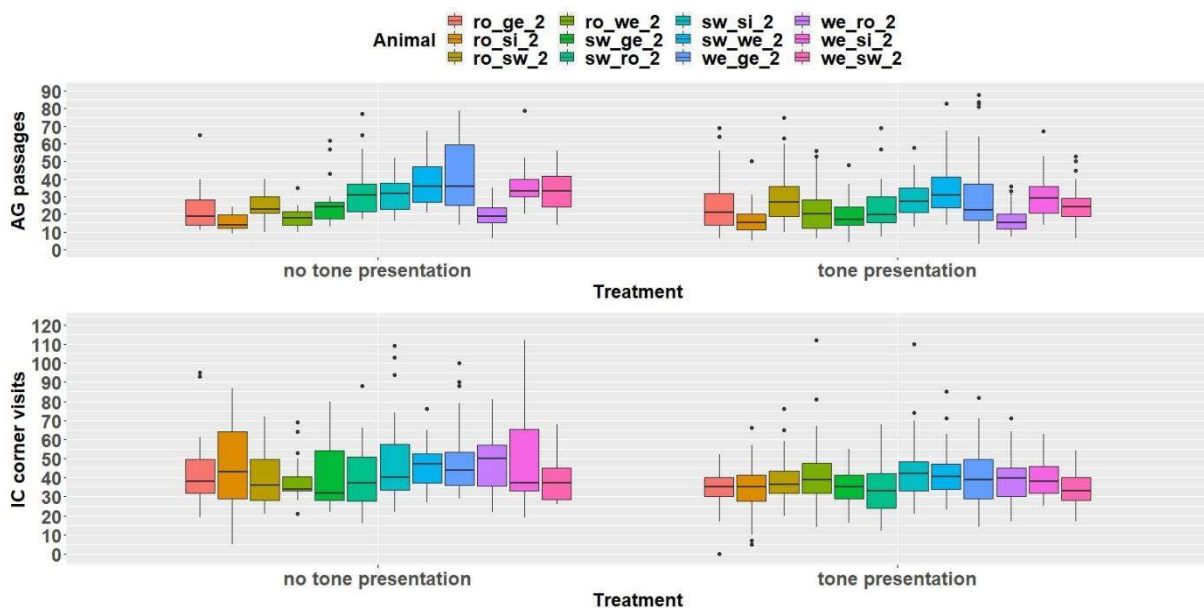 Animal
ro_ge_2 ro_we_2 sw_si_2 we_ro_2
ro_si_2 sw_ge_2 sw_we_2 we_si_2
ro_sw_2 sw_ro_2 we_ge_2 we_sw_2
AG passages
90
80
70
60
50
40
30
20
10
0
no tone presentation tone presentation
Treatment
IC corner visits
120
110
100
90
80
70
60
50
40
30
20
10
0
no tone presentation tone presentation
Treatment